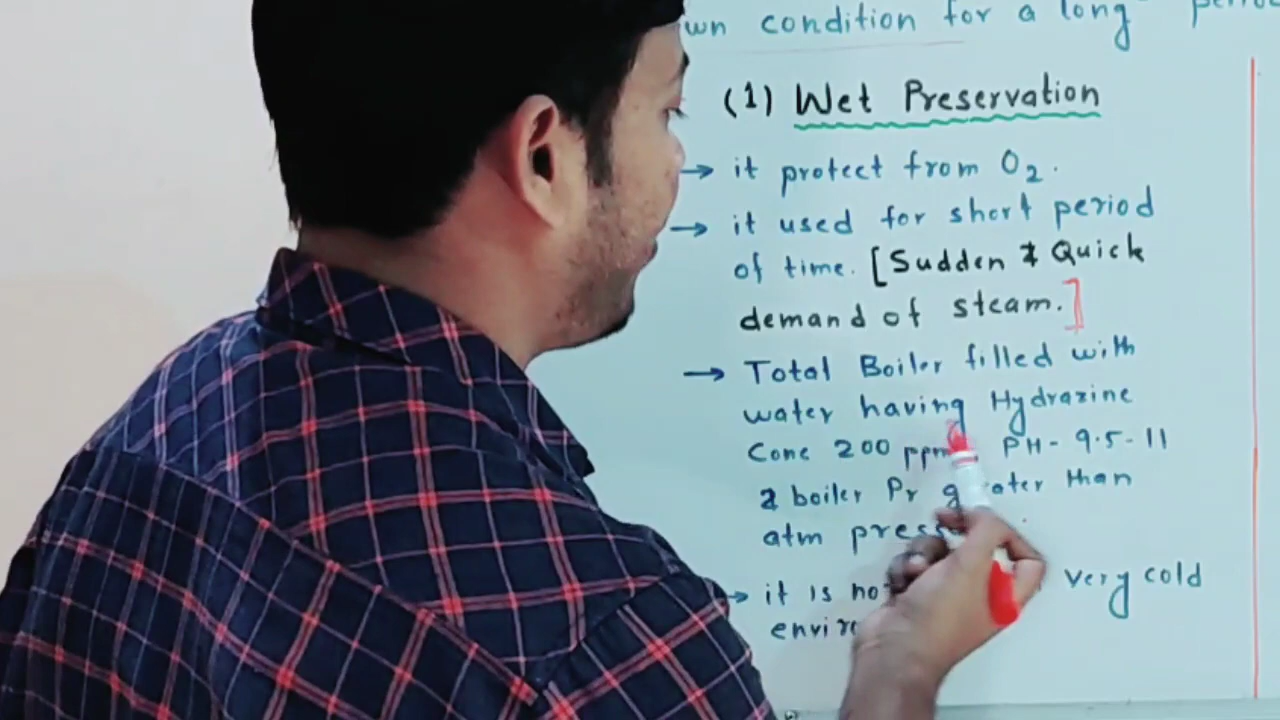 wn condition for a long
(1) Wet Preservation
→ it protect from O2.
→ it used for short period
of time. [Sudden & Quick
demand of steam.]
→ Total Boiler filled with
water having Hydrazine
Conc 200 ppm PH - 9.5 - 11
& boiler Pr than
atm
→ it is very cold